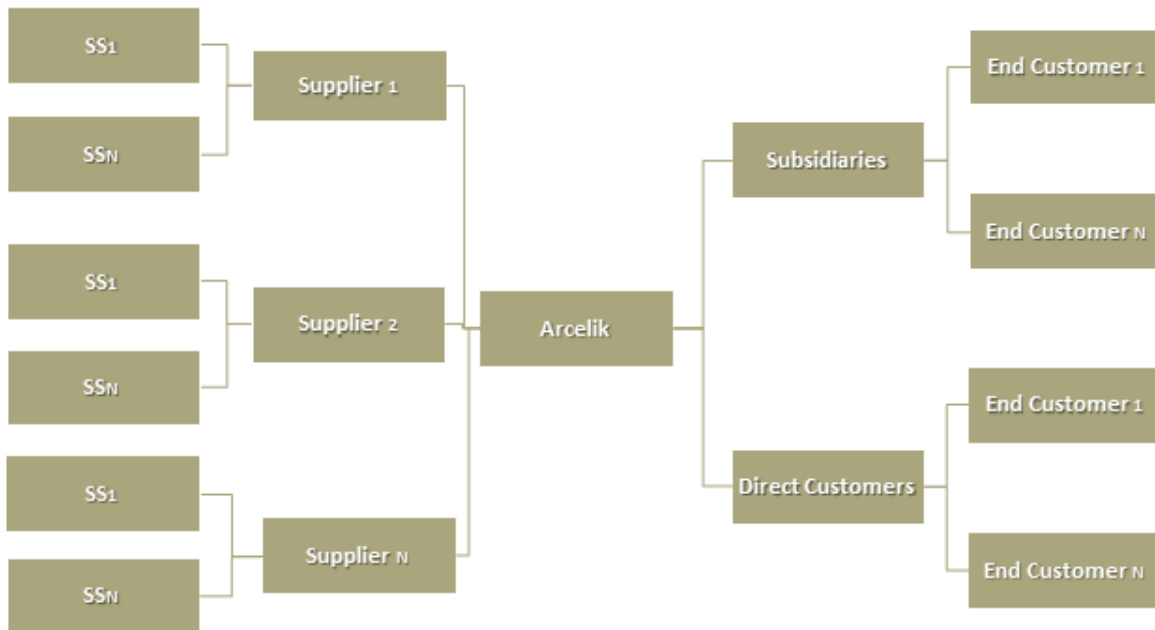 SS1
SSN
Supplier 1
SS1
SSN
Supplier 2
SS1
SSN
Supplier N
Arcelik
Subsidiaries
End Customer 1
End Customer N
Direct Customers
End Customer 1
End Customer N